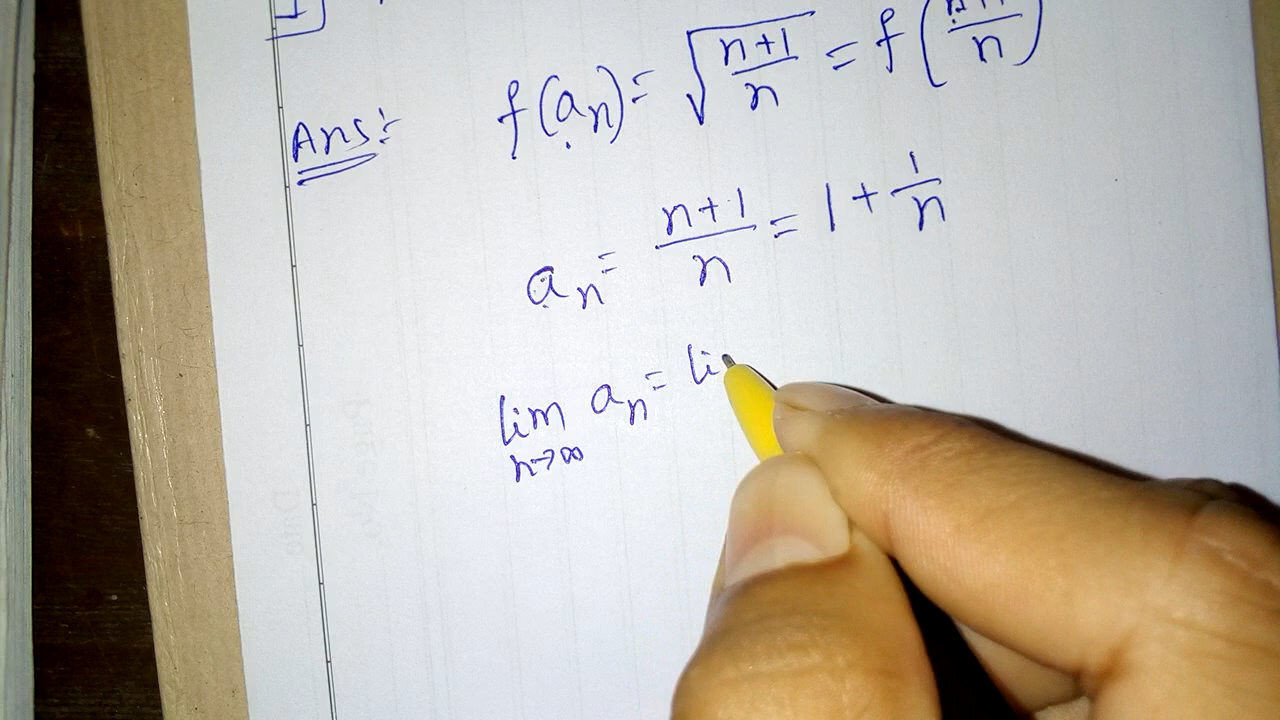 f(aₙ) = √((n+1)/n) = f((n+1)/n)
Ans:
aₙ = (n+1)/n = 1 + 1/n
lim n→∞ aₙ = li